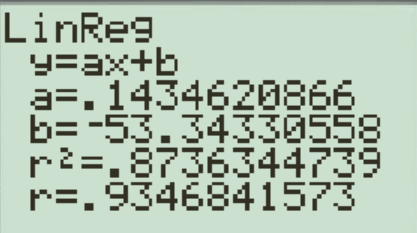 LinReg
y=ax+b
a=.1434620866
b=-53.34330558
r²=.8736344739
r=.9346841573